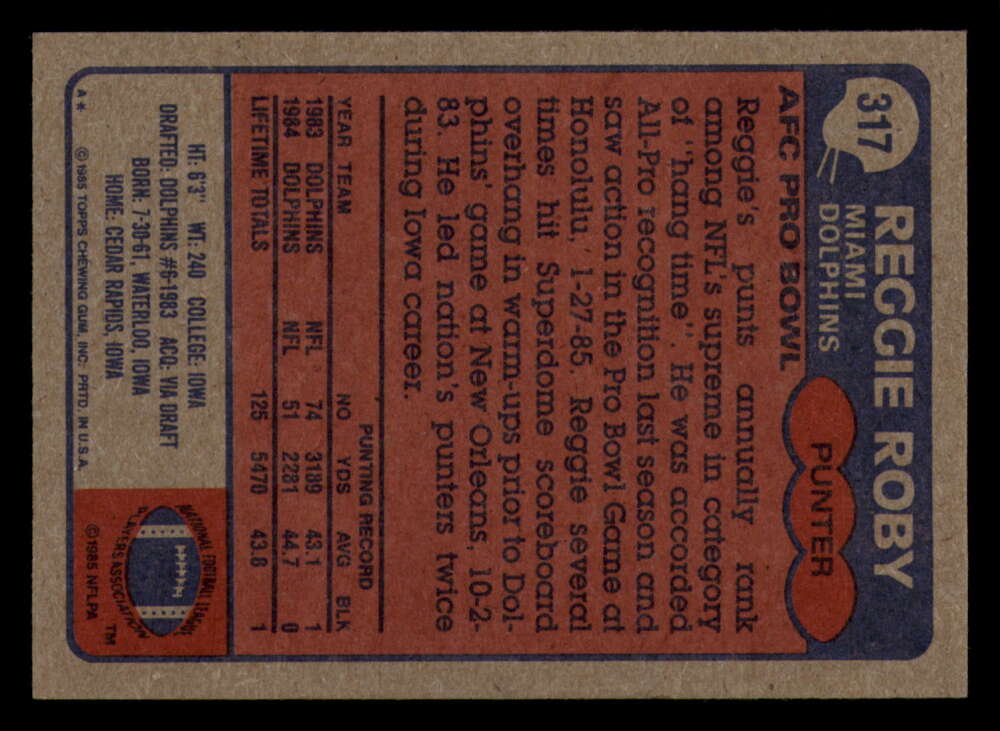 317
REGGIE ROBY
MIAMI
DOLPHINS
PUNTER
AFC PRO BOWL
Reggie's punts annually rank
among NFL's supreme in category
of "hang time". He was accorded
All-Pro recognition last season and
saw action in the Pro Bowl Game at
Honolulu, 1-27-85. Reggie several
times hit Superdome scoreboard
overhang in warm-ups prior to Dol-
phins' game at New Orleans, 10-2-
83. He led nation's punters twice
during Iowa career.
PUNTING RECORD
YEAR TEAM NO YDS AVG BLK
1983 DOLPHINS NFL 74 3189 43.1 1
1984 DOLPHINS NFL 51 2281 44.7 0
LIFETIME TOTALS 125 5470 43.8 1
HT: 6'3" WT: 240 COLLEGE: IOWA
DRAFTED: DOLPHINS #6-1983 ACQ: VIA DRAFT
BORN: 7-30-61, WATERLOO, IOWA
HOME: CEDAR RAPIDS, IOWA
A* © 1985 TOPPS CHEWING GUM, INC. PRTD. IN U.S.A.
NATIONAL FOOTBALL LEAGUE
PLAYERS ASSOCIATION
TM
© 1985 NFLPA